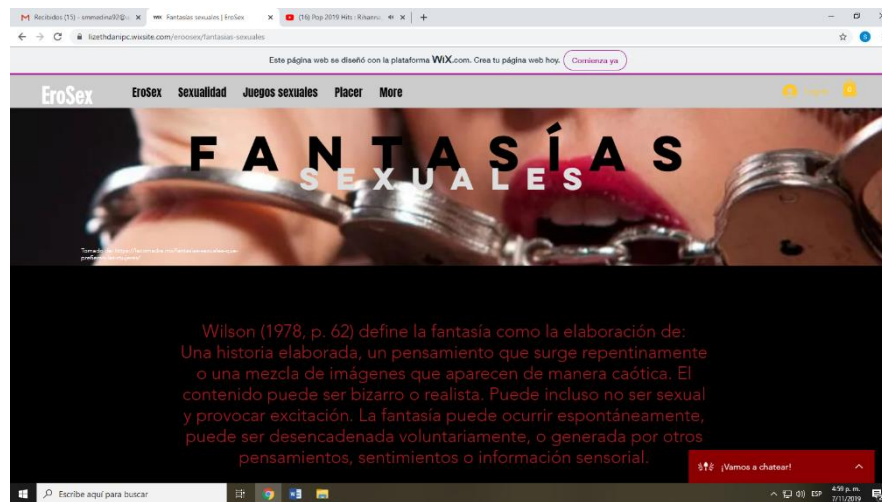 Recibidos (15) -
Fantasías sexuales | EroSex
(16) Pop 2019 Hits : Rihanna
lizethdanipc.wixsite.com/eroosex/fantasias-sexuales
Este página web se diseñó con la plataforma WiX.com. Crea tu página web hoy. Comienza ya
EroSex EroSex Sexualidad Juegos sexuales Placer More
0
FANTASÍAS
SEXUALES
Tomado de:
Wilson (1978, p. 62) define la fantasía como la elaboración de:
Una historia elaborada, un pensamiento que surge repentinamente
o una mezcla de imágenes que aparecen de manera caótica. El
contenido puede ser bizarro o realista. Puede incluso no ser sexual
y provocar excitación. La fantasía puede ocurrir espontáneamente,
puede ser desencadenada voluntariamente, o generada por otros
pensamientos, sentimientos o información sensorial.
¡Vamos a chatear!
Escribe aquí para buscar
ESP
4:59 p. m.
7/11/2019